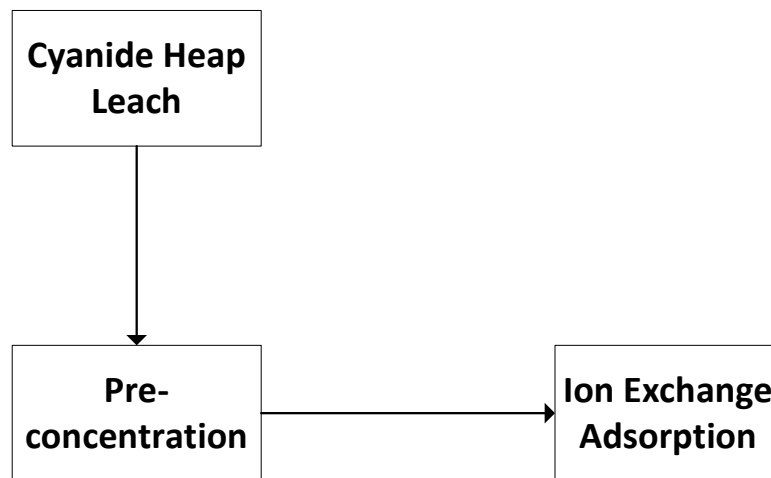 Cyanide Heap
Leach
Pre-
concentration
Ion Exchange
Adsorption